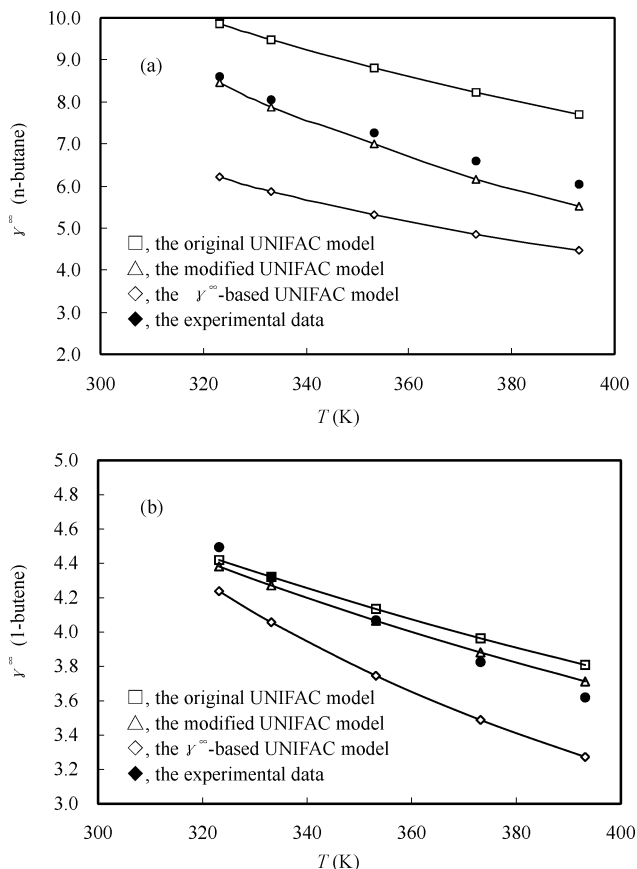 10.0
(a)
9.0
8.0
7.0
6.0
5.0
4.0
3.0
2.0
γ∞ (n-butane)
□, the original UNIFAC model
△, the modified UNIFAC model
◇, the γ∞-based UNIFAC model
◆, the experimental data
300 320 340 360 380 400
T (K)
5.0
(b)
4.8
4.6
4.4
4.2
4.0
3.8
3.6
3.4
3.2
3.0
γ∞ (1-butene)
□, the original UNIFAC model
△, the modified UNIFAC model
◇, the γ∞-based UNIFAC model
◆, the experimental data
300 320 340 360 380 400
T (K)